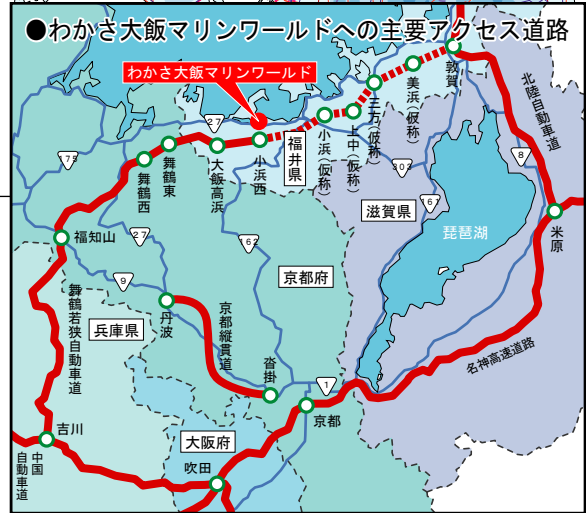 ●わかさ大飯マリンワールドへの主要アクセス道路
わかさ大飯マリンワールド
敦賀
美浜（仮称）
三方（仮称）
上中（仮称）
小浜（仮称）
小浜西
大飯高浜
舞鶴東
舞鶴西
福知山
北陸自動車道
福井県
滋賀県
琵琶湖
米原
京都府
兵庫県
舞鶴若狭自動車道
丹波
京都縦貫道
沓掛
京都
名神高速道路
大阪府
吹田
吉川
中国
自動車道
27
175
303
161
8
162
27
9
1